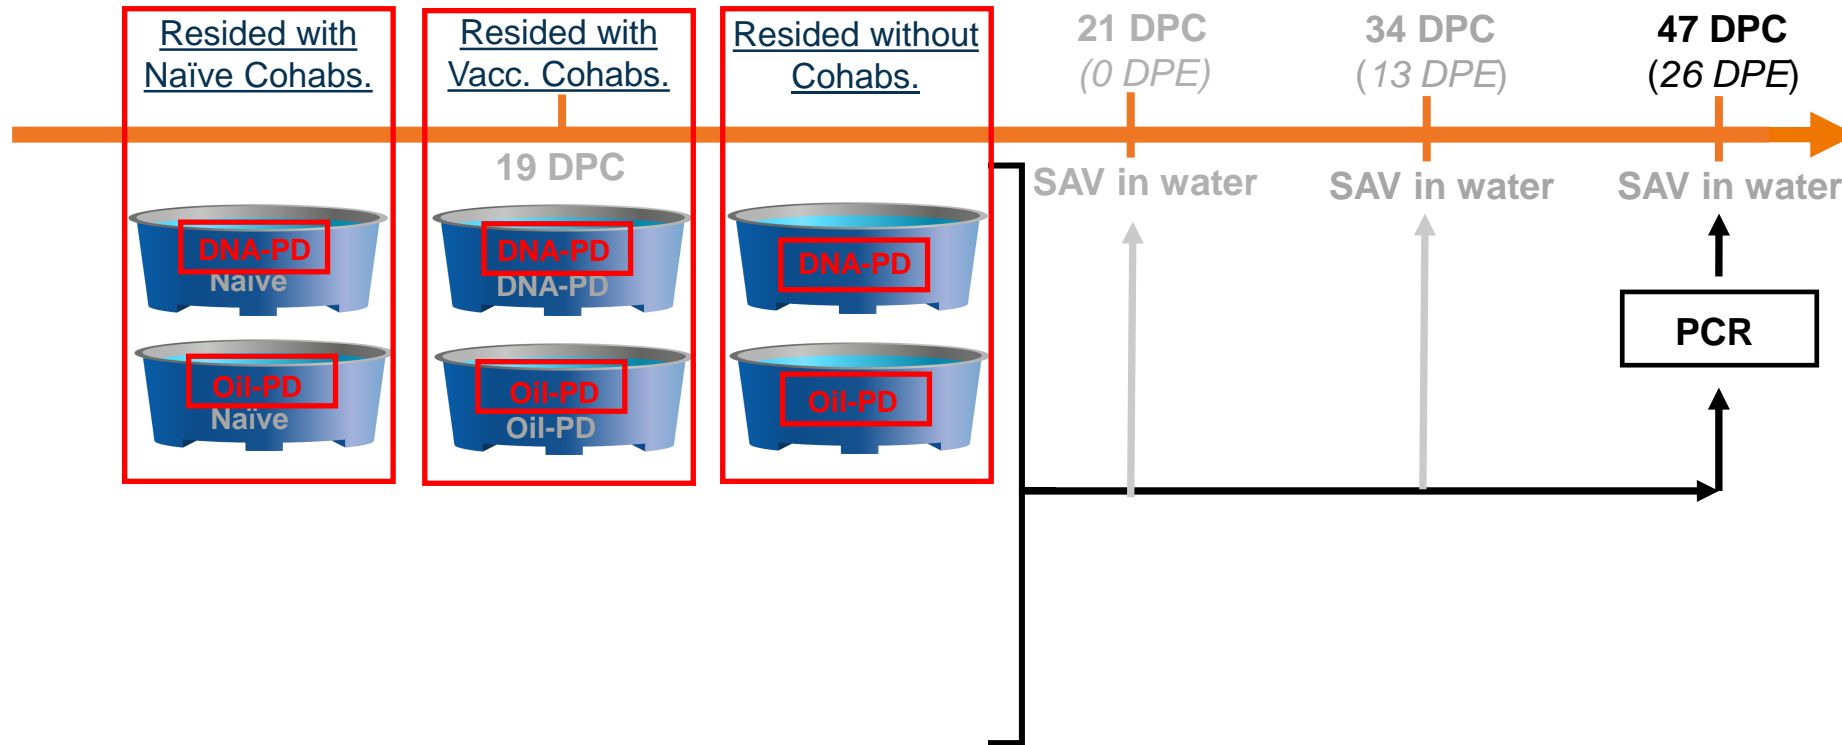 Resided with
Naïve Cohabs.
Resided with
Vacc. Cohabs.
Resided without
Cohabs.
21 DPC
(0 DPE)
34 DPC
(13 DPE)
47 DPC
(26 DPE)
19 DPC
SAV in water
SAV in water
SAV in water
DNA-PD
Naïve
DNA-PD
DNA-PD
DNA-PD
PCR
Oil-PD
Naïve
Oil-PD
Oil-PD
Oil-PD